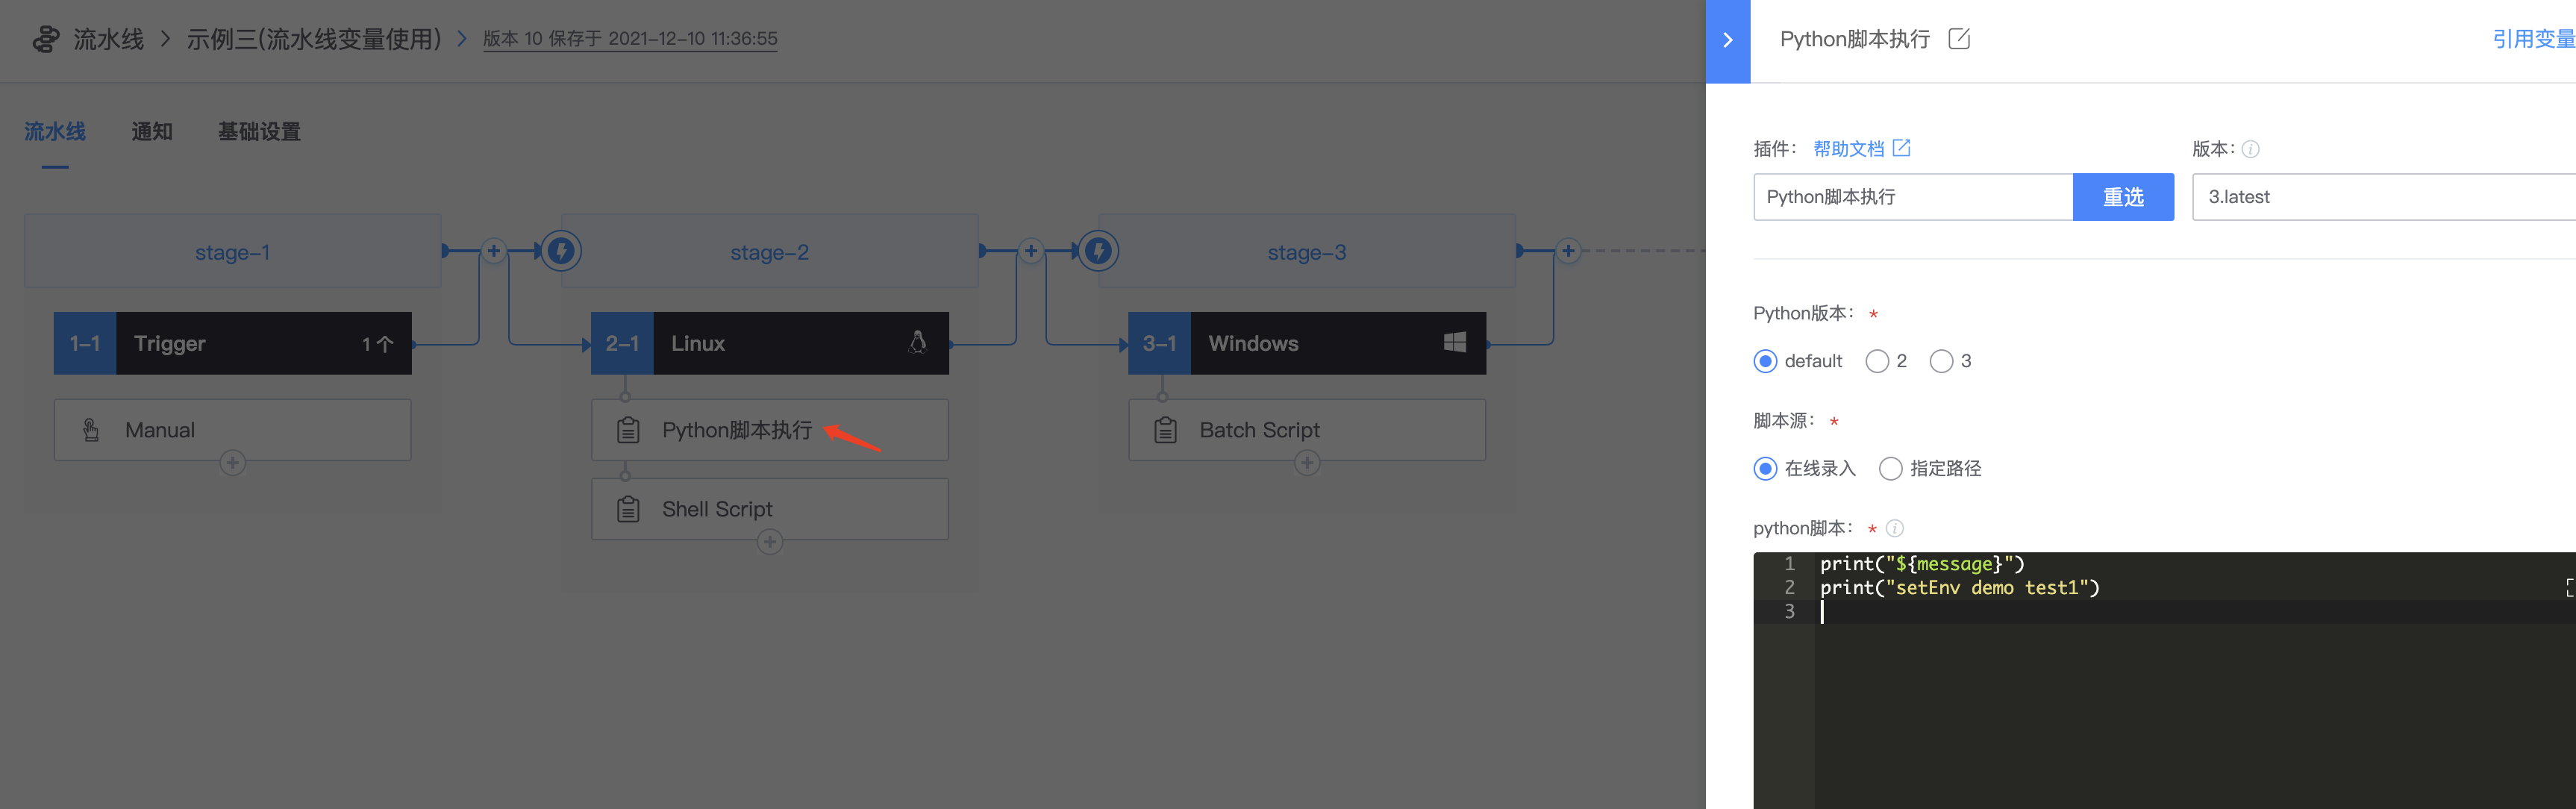 流水线 > 示例三(流水线变量使用) > 版本 10 保存于 2021-12-10 11:36:55
流水线 通知 基础设置
stage-1
stage-2
stage-3
1-1 Trigger 1个
2-1 Linux
3-1 Windows
Manual
Python脚本执行
Batch Script
Shell Script
Python脚本执行
引用变量
插件： 帮助文档
版本：
Python脚本执行 重选
3.latest
Python版本： *
default 2 3
脚本源： *
在线录入 指定路径
python脚本： *
1 print("${message}")
2 print("setEnv demo test1")
3